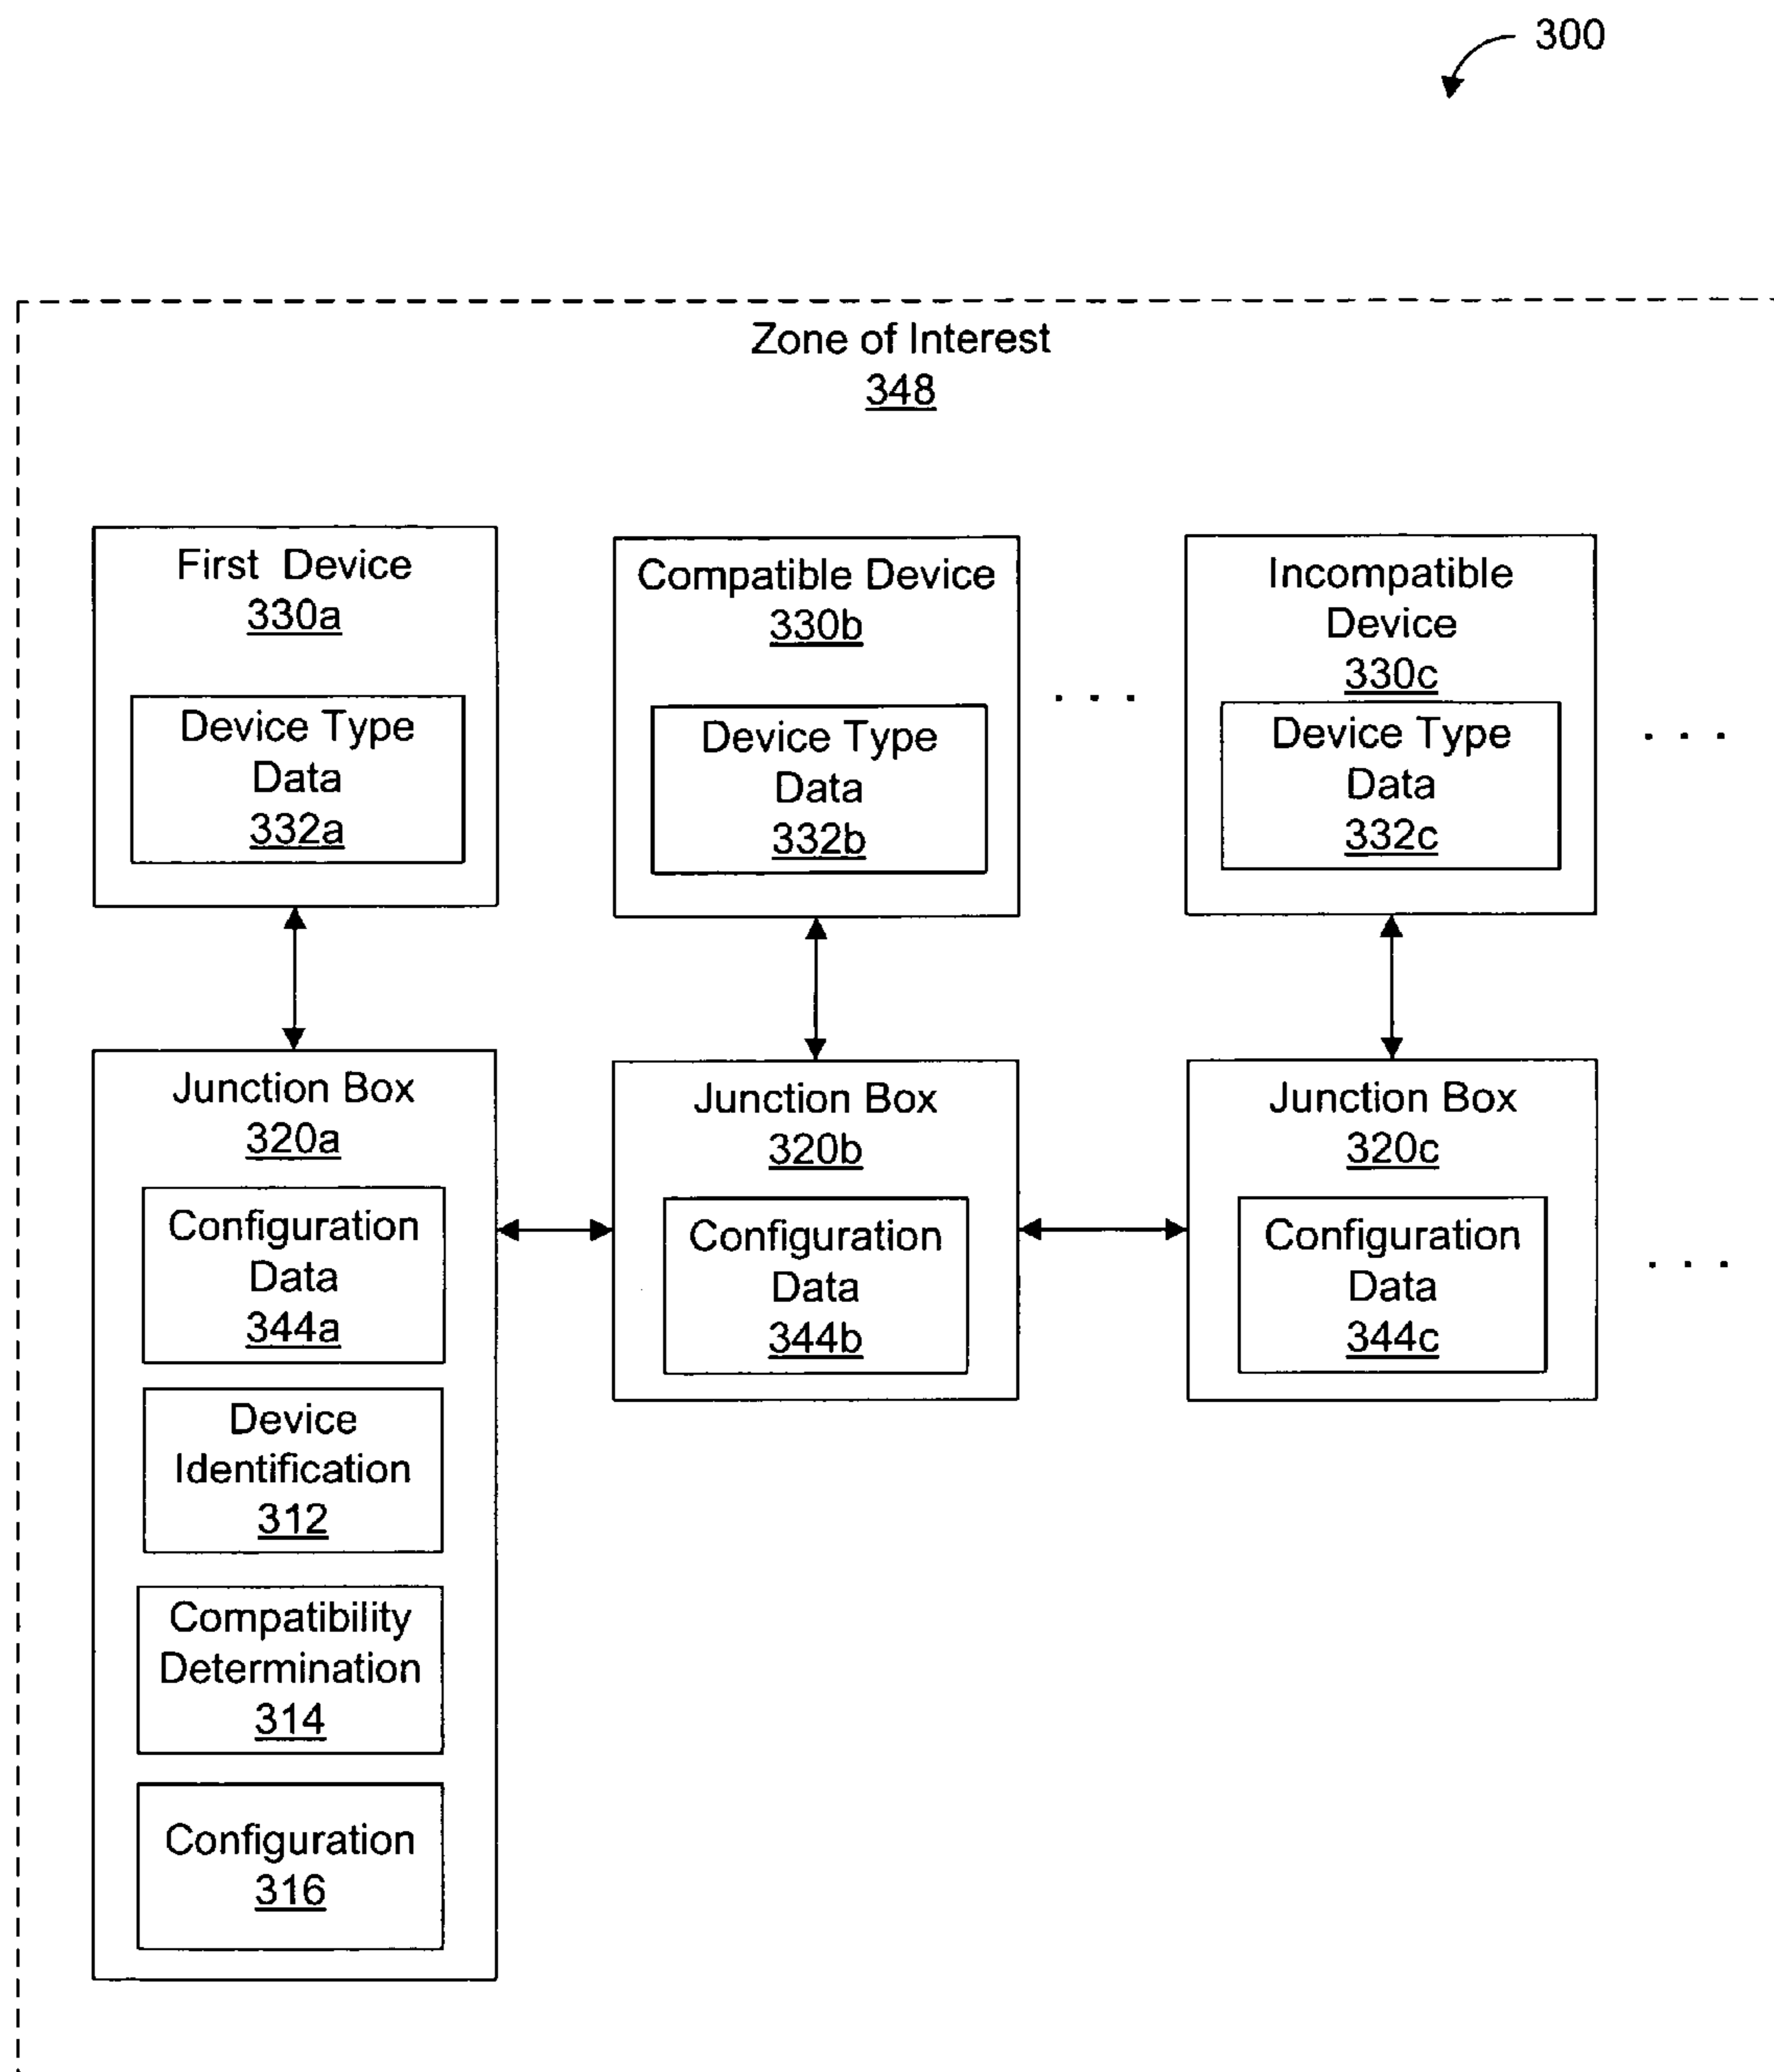 300
Zone of Interest
348
First Device
330a
Device Type
Data
332a
Compatible Device
330b
Device Type
Data
332b
. . .
Incompatible
Device
330c
Device Type
Data
332c
. . .
Junction Box
320a
Configuration
Data
344a
Device
Identification
312
Compatibility
Determination
314
Configuration
316
Junction Box
320b
Configuration
Data
344b
Junction Box
320c
Configuration
Data
344c
. . .